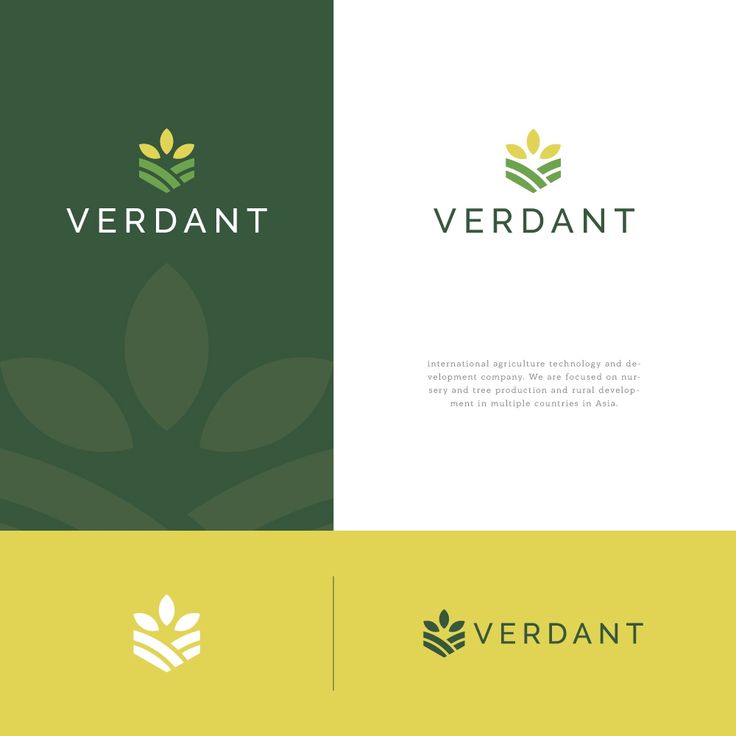 VERDANT
VERDANT
international agriculture technology and de-
velopment company. We are focused on nur-
sery and tree production and rural develop-
ment in multiple countries in Asia.
VERDANT